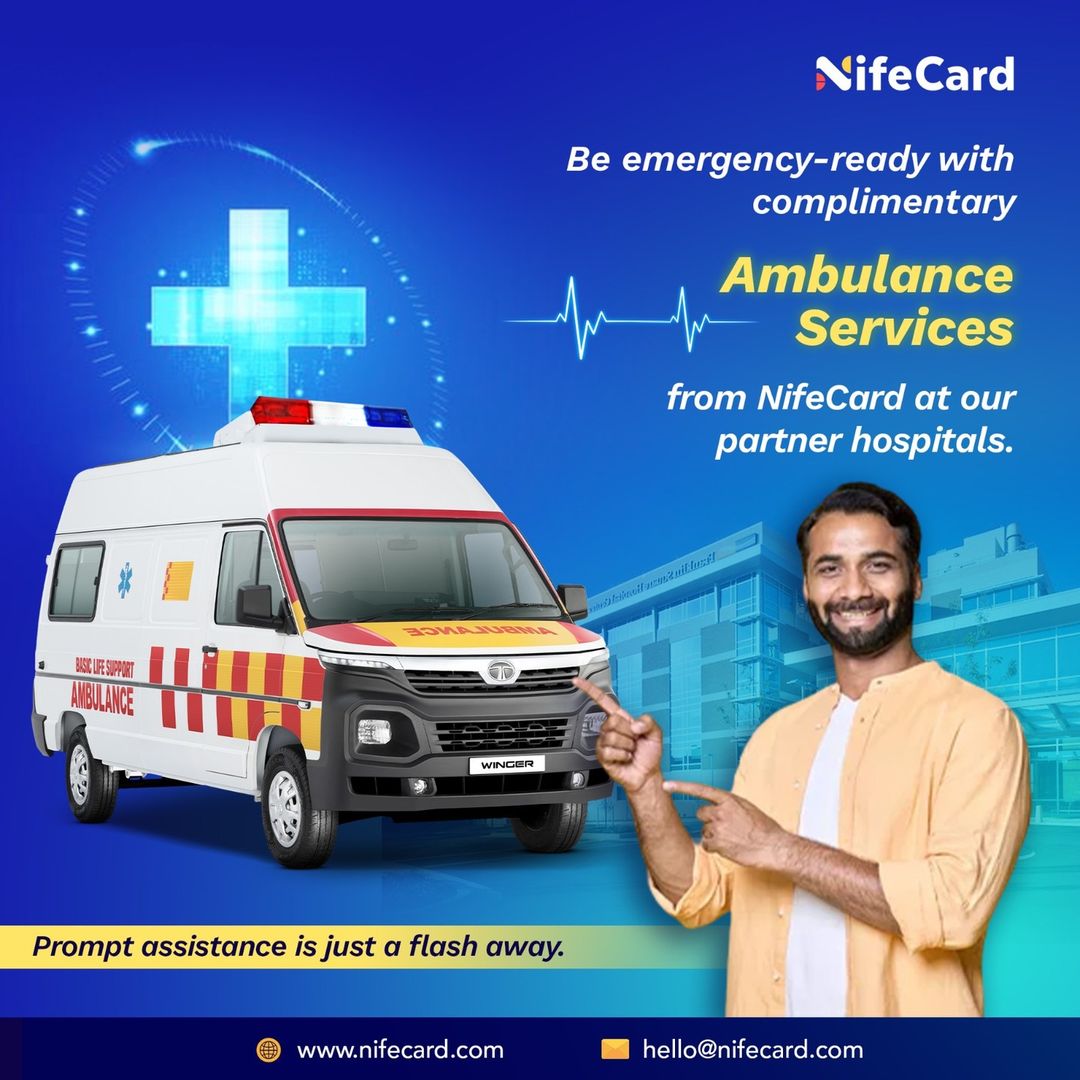 NifeCard
Be emergency-ready with
complimentary
Ambulance
Services
from NifeCard at our
partner hospitals.
AMBULANCE
BASIC LIFE SUPPORT
AMBULANCE
WINGER
Prompt assistance is just a flash away.
www.nifecard.com
hello@nifecard.com